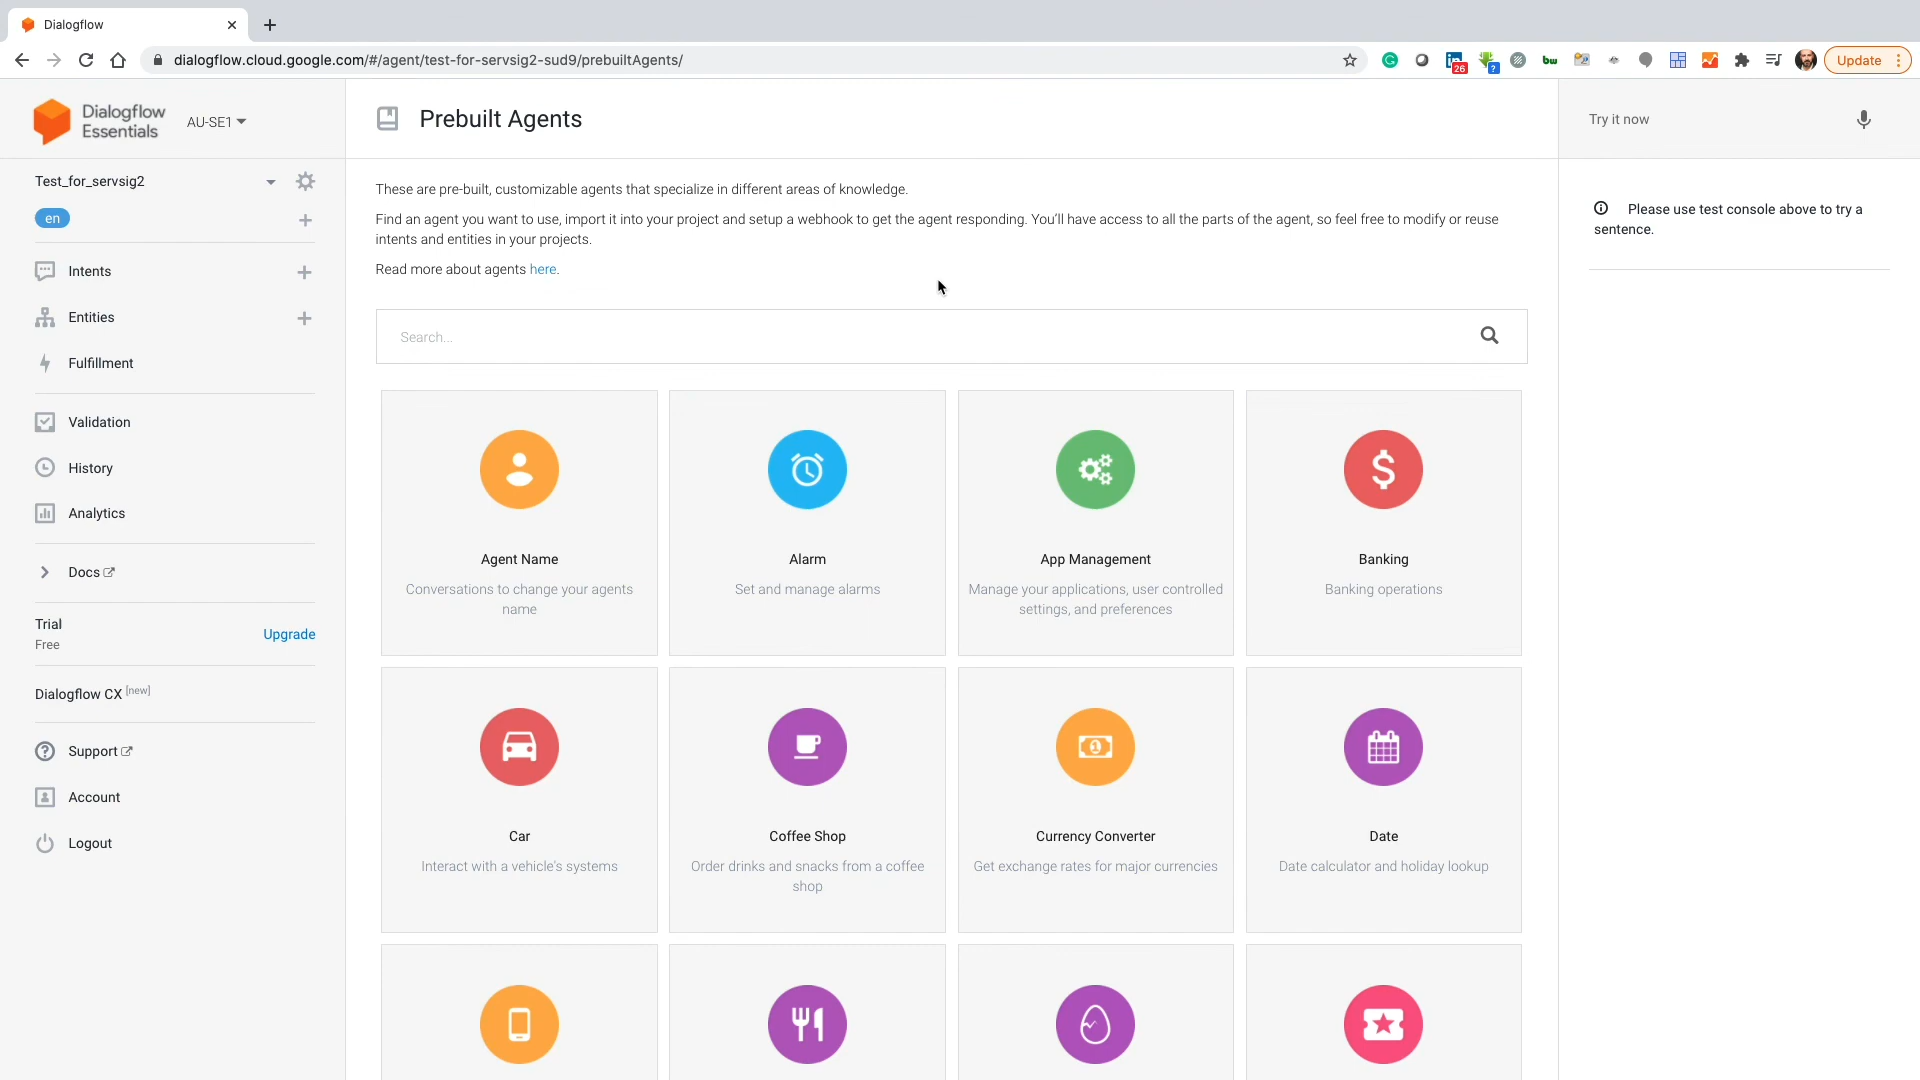 Dialogflow
dialogflow.cloud.google.com/#/agent/test-for-servsig2-sud9/prebuiltAgents/
26
?
bw
Update
Dialogflow
Essentials
AU-SE1
Prebuilt Agents
Try it now
Test_for_servsig2
en
These are pre-built, customizable agents that specialize in different areas of knowledge.
Find an agent you want to use, import it into your project and setup a webhook to get the agent responding. You'll have access to all the parts of the agent, so feel free to modify or reuse
intents and entities in your projects.
Read more about agents here.
Please use test console above to try a
sentence.
Intents
Entities
Fulfillment
Validation
History
Analytics
Docs
Trial
Free
Upgrade
Dialogflow CX [new]
Support
Account
Logout
Search...
Agent Name
Conversations to change your agents
name
Alarm
Set and manage alarms
App Management
Manage your applications, user controlled
settings, and preferences
$
Banking
Banking operations
Car
Interact with a vehicle's systems
Coffee Shop
Order drinks and snacks from a coffee
shop
1
Currency Converter
Get exchange rates for major currencies
Date
Date calculator and holiday lookup